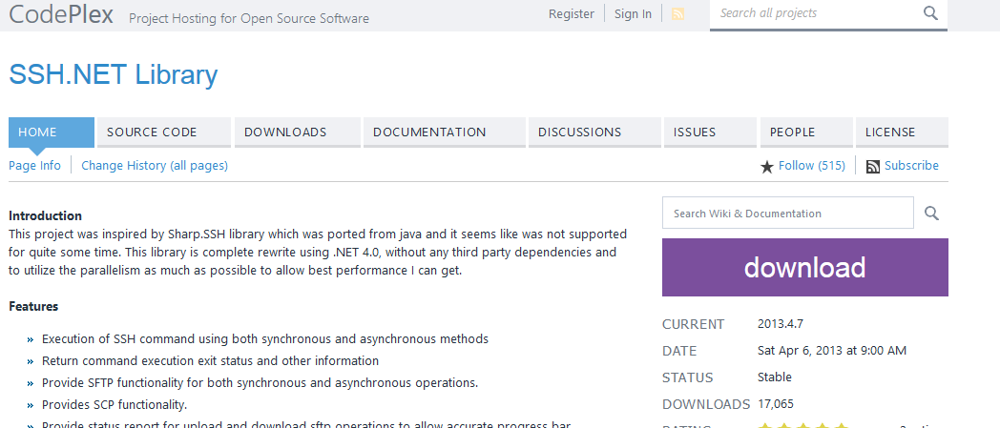 CodePlex Project Hosting for Open Source Software
Register Sign In
Search all projects
SSH.NET Library
HOME SOURCE CODE DOWNLOADS DOCUMENTATION DISCUSSIONS ISSUES PEOPLE LICENSE
Page Info Change History (all pages)
Follow (515) Subscribe
Introduction
This project was inspired by Sharp.SSH library which was ported from java and it seems like was not supported
for quite some time. This library is complete rewrite using .NET 4.0, without any third party dependencies and
to utilize the parallelism as much as possible to allow best performance I can get.
Features
» Execution of SSH command using both synchronous and asynchronous methods
» Return command execution exit status and other information
» Provide SFTP functionality for both synchronous and asynchronous operations.
» Provides SCP functionality.
» Provide status report for upload and download sftp operations to allow accurate progress bar
Search Wiki & Documentation
download
CURRENT 2013.4.7
DATE Sat Apr 6, 2013 at 9:00 AM
STATUS Stable
DOWNLOADS 17,065
RATING